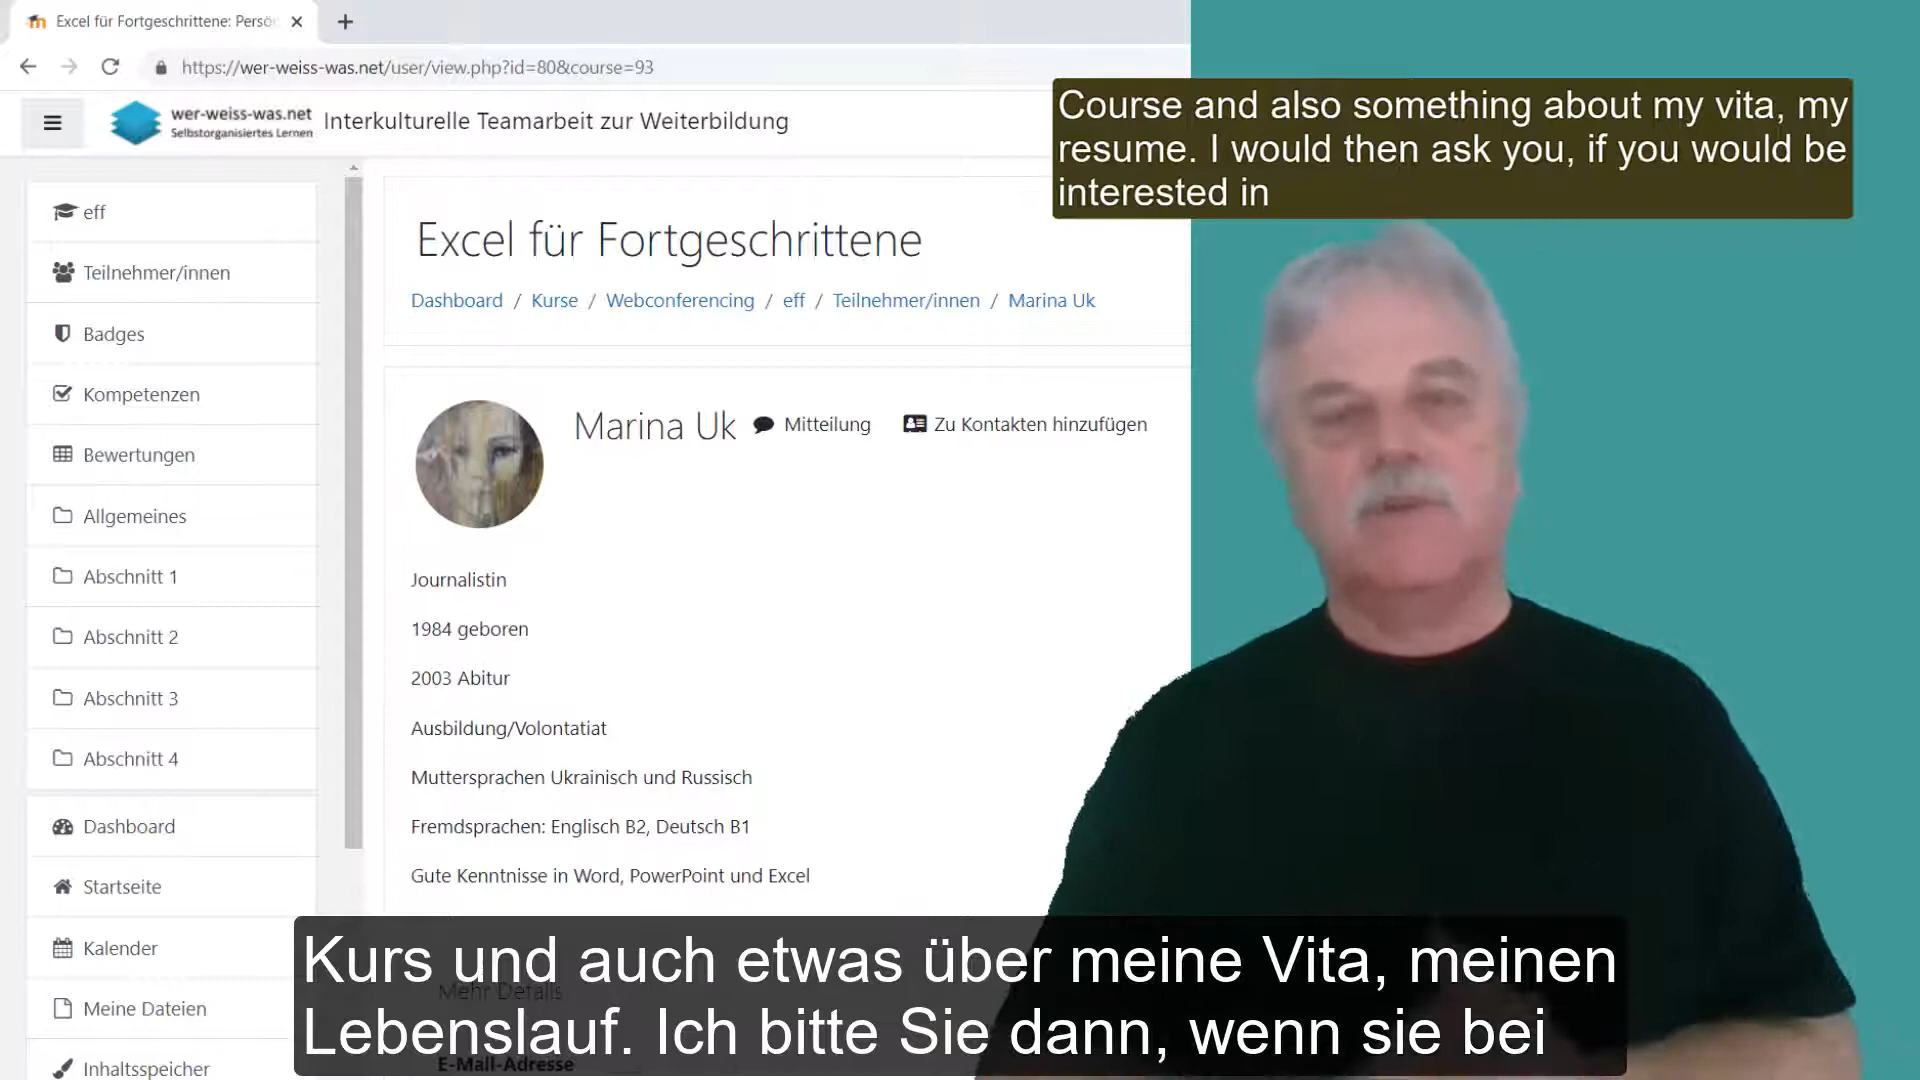 Excel für Fortgeschrittene: Persö
https://wer-weiss-was.net/user/view.php?id=80&course=93
wer-weiss-was.net
Selbstorganisiertes Lernen
Interkulturelle Teamarbeit zur Weiterbildung
Course and also something about my vita, my
resume. I would then ask you, if you would be
interested in
eff
Teilnehmer/innen
Badges
Kompetenzen
Bewertungen
Allgemeines
Abschnitt 1
Abschnitt 2
Abschnitt 3
Abschnitt 4
Dashboard
Startseite
Kalender
Meine Dateien
Inhaltsspeicher
Excel für Fortgeschrittene
Dashboard / Kurse / Webconferencing / eff / Teilnehmer/innen / Marina Uk
Marina Uk Mitteilung Zu Kontakten hinzufügen
Journalistin
1984 geboren
2003 Abitur
Ausbildung/Volontatiat
Muttersprachen Ukrainisch und Russisch
Fremdsprachen: Englisch B2, Deutsch B1
Gute Kenntnisse in Word, PowerPoint und Excel
Mehr Details
E-Mail-Adresse
Kurs und auch etwas über meine Vita, meinen
Lebenslauf. Ich bitte Sie dann, wenn sie bei